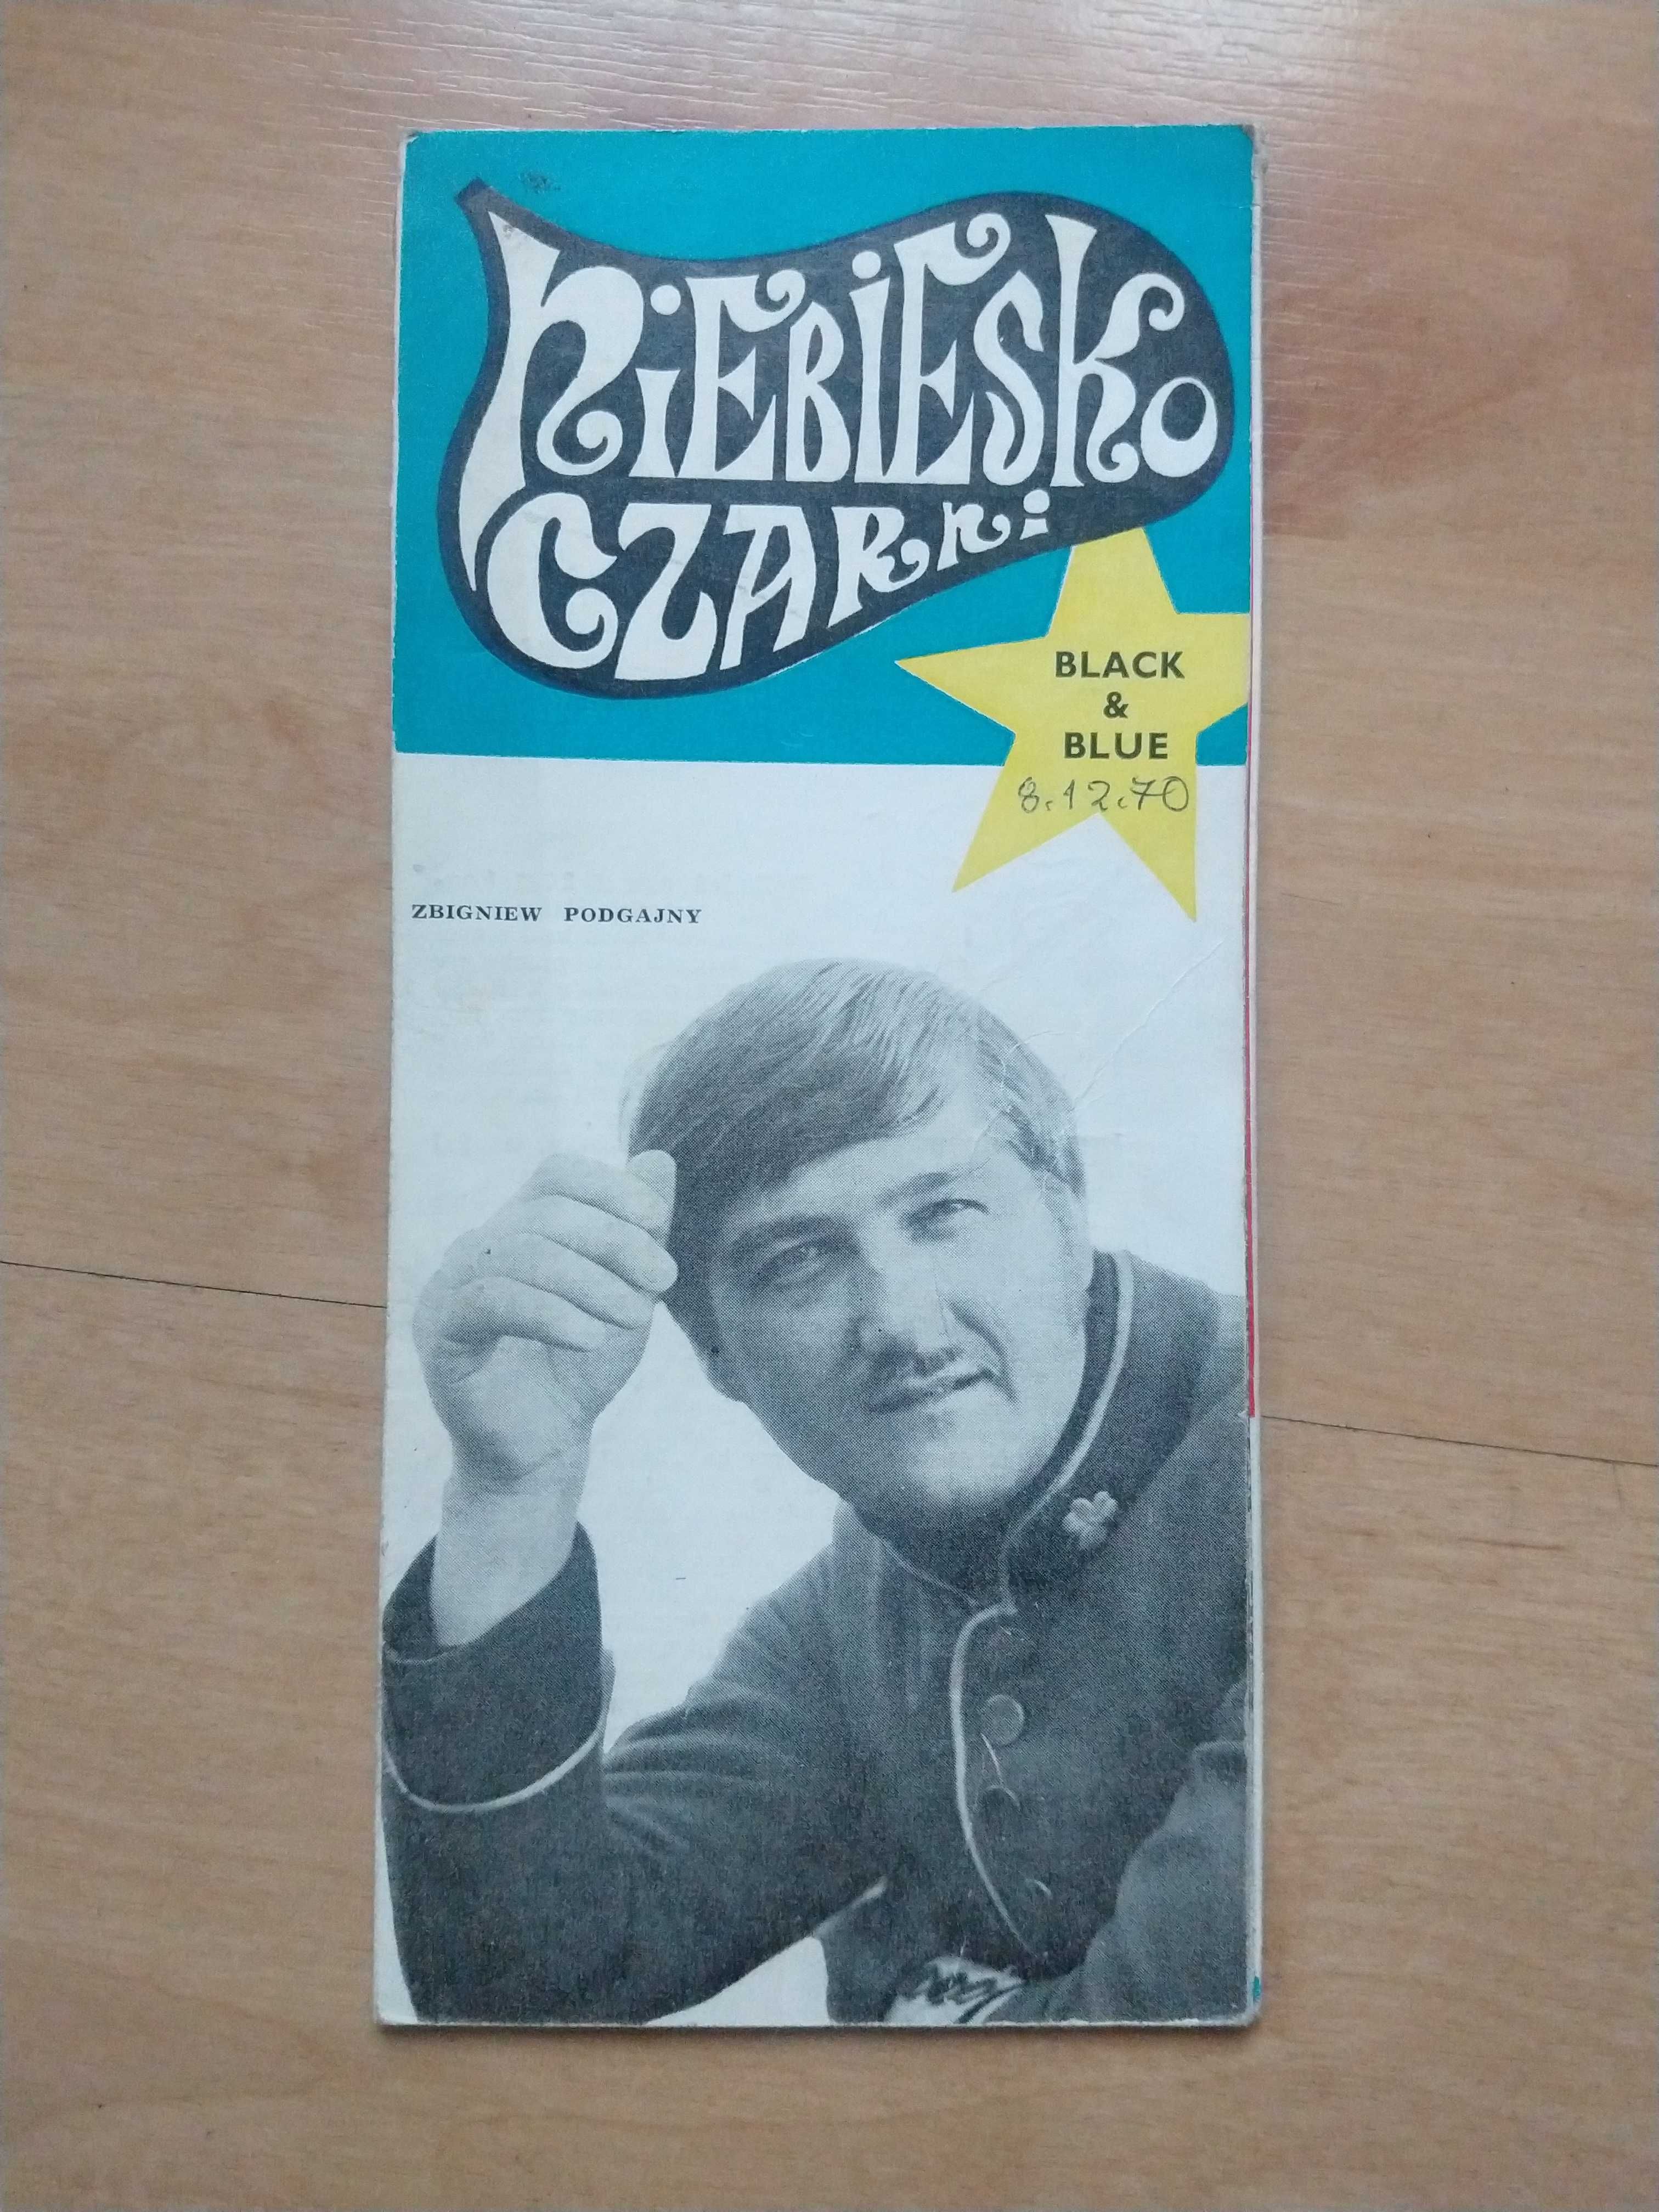 NiEBiESKO
CZARNi
BLACK
&
BLUE
8.12.70
ZBIGNIEW PODGAJNY